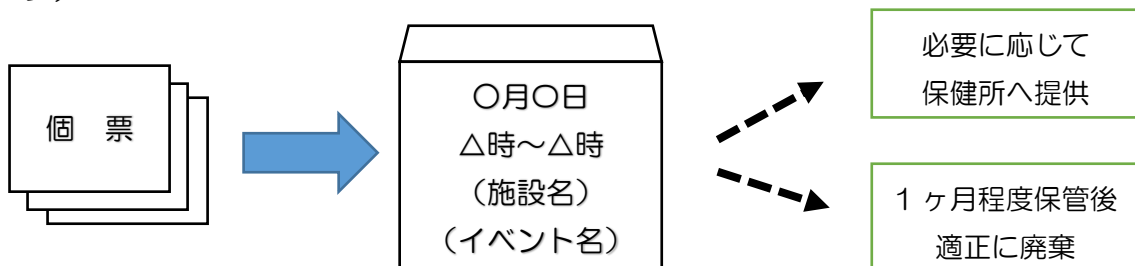 個　票
〇月〇日
△時～△時
（施設名）
（イベント名）
必要に応じて
保健所へ提供
１ヶ月程度保管後
適正に廃棄